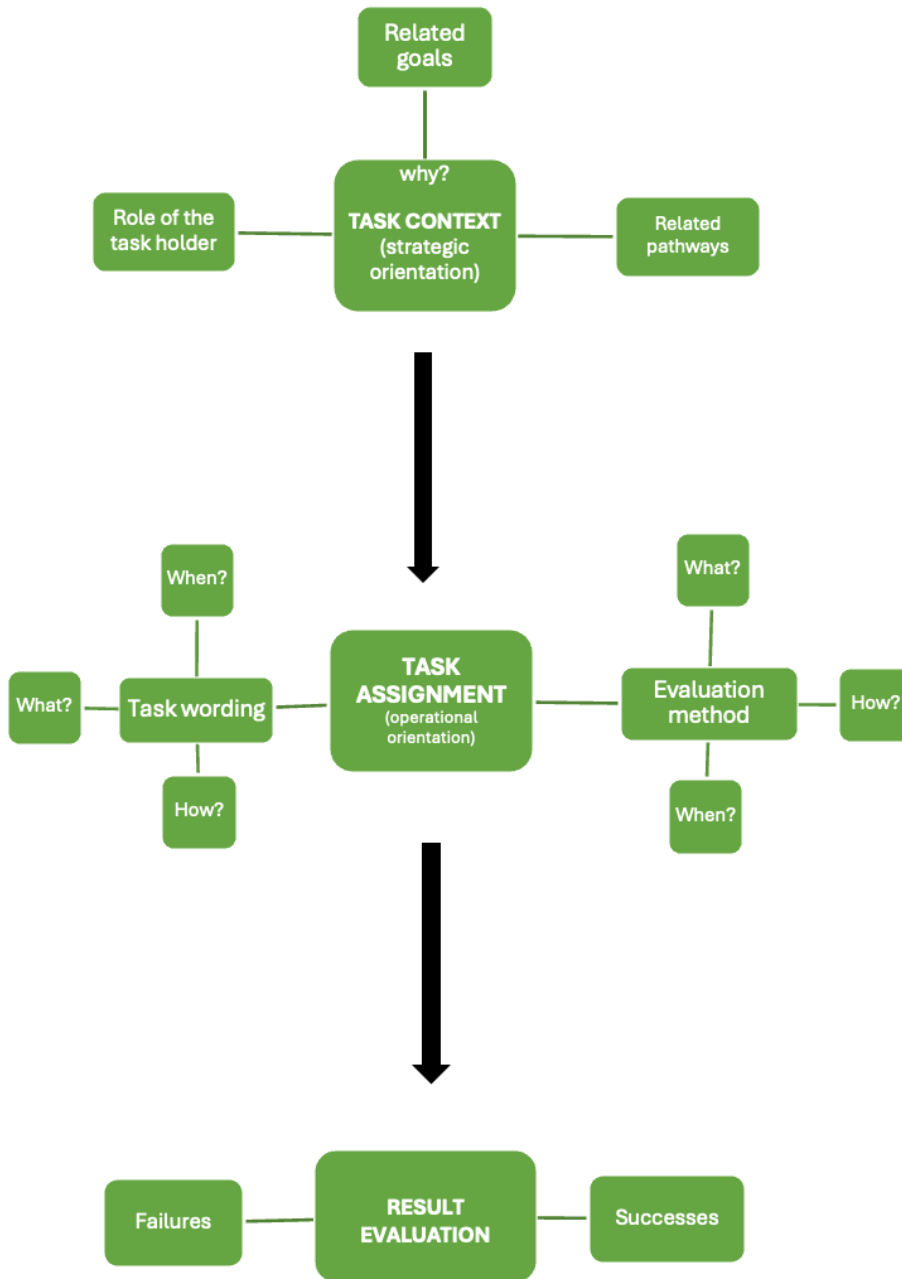 Related
goals
why?
TASK CONTEXT
(strategic
orientation)
Role of the
task holder
Related
pathways
When?
What?
Task wording
How?
TASK
ASSIGNMENT
(operational
orientation)
What?
Evaluation
method
How?
When?
Failures
RESULT
EVALUATION
Successes